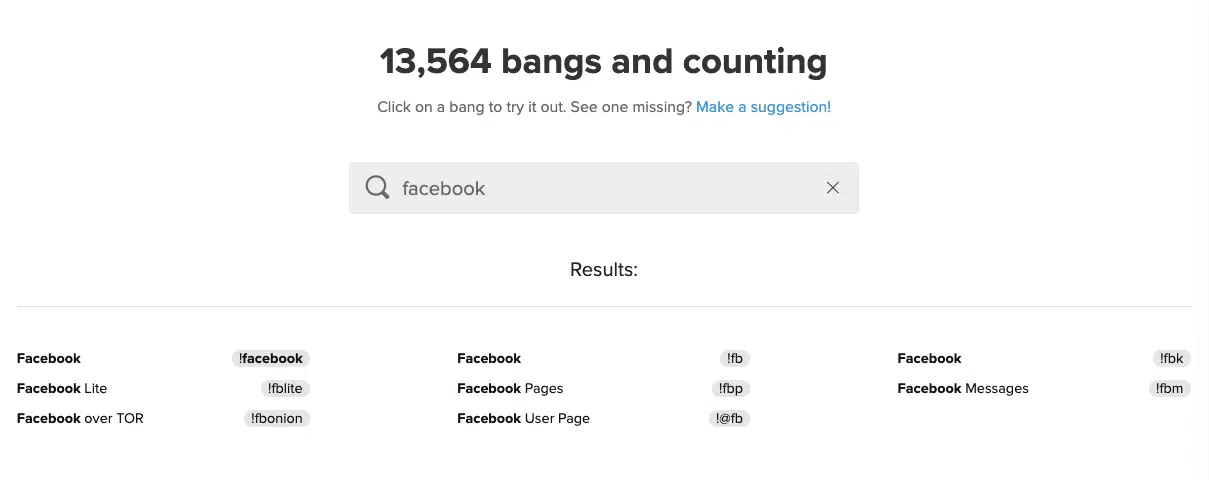 13,564 bangs and counting
Click on a bang to try it out. See one missing? Make a suggestion!
facebook
Results:
Facebook !facebook Facebook !fb Facebook !fbk
Facebook Lite !fblite Facebook Pages !fbp Facebook Messages !fbm
Facebook over TOR !fbonion Facebook User Page !@fb